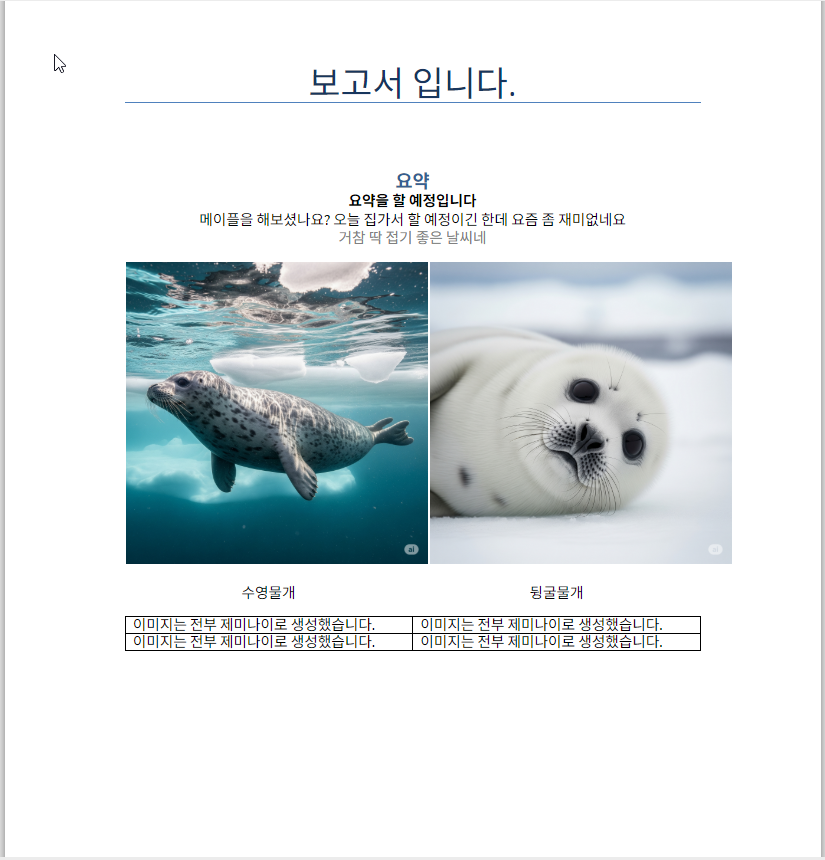 보고서 입니다.
요약
요약을 할 예정입니다
메이플을 해보셨나요? 오늘 집가서 할 예정이긴 한데 요즘 좀 재미없네요
거참 딱 접기 좋은 날씨네
ai ai
수영물개 뒹굴물개
이미지는 전부 제미나이로 생성했습니다. 이미지는 전부 제미나이로 생성했습니다.
이미지는 전부 제미나이로 생성했습니다. 이미지는 전부 제미나이로 생성했습니다.